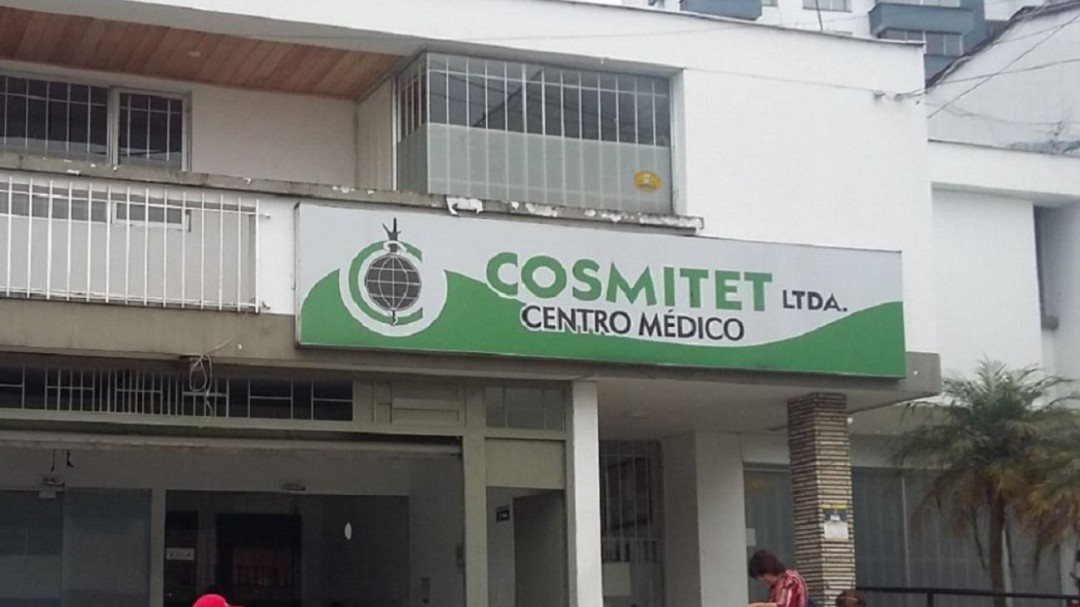 COSMITET LTDA.
CENTRO MÉDICO